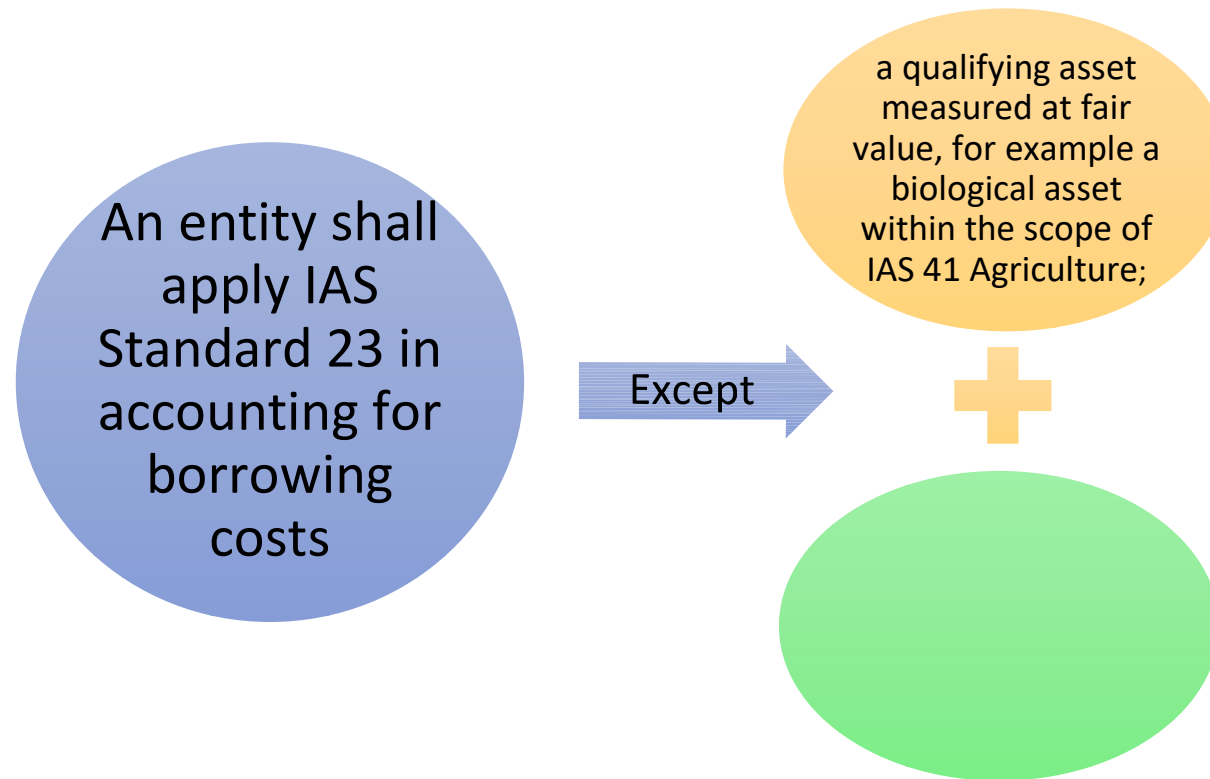 An entity shall
apply IAS
Standard 23 in
accounting for
borrowing
costs
Except
a qualifying asset
measured at fair
value, for example a
biological asset
within the scope of
IAS 41 Agriculture;